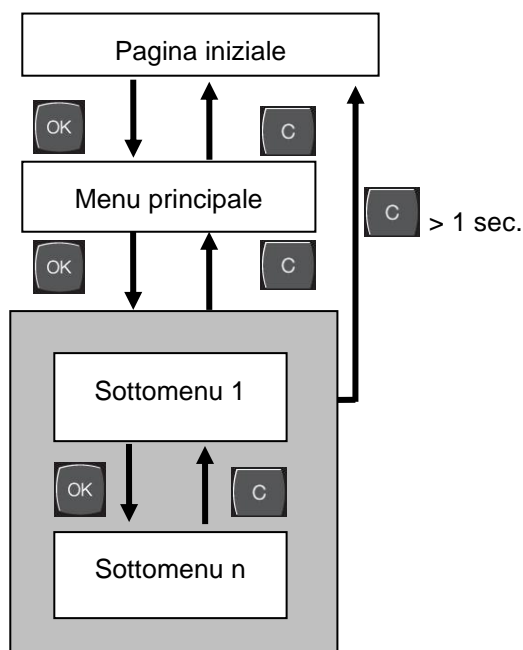 Pagina iniziale
OK
C
Menu principale
C > 1 sec.
OK
C
Sottomenu 1
OK
C
Sottomenu n